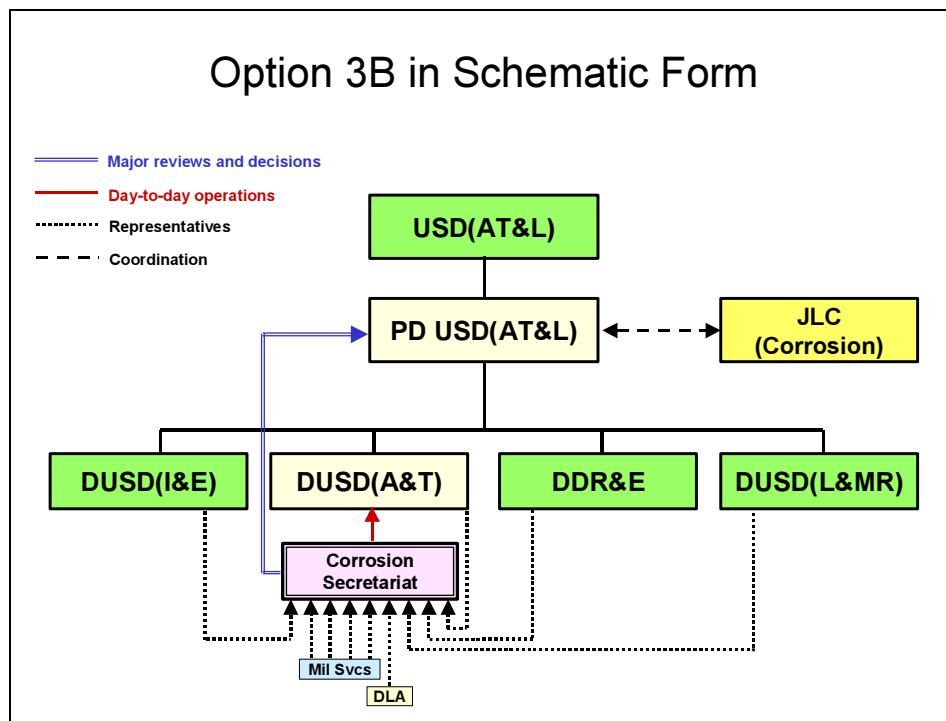 Option 3B in Schematic Form
Major reviews and decisions
Day-to-day operations
Representatives
Coordination
USD(AT&L)
PD USD(AT&L)
JLC
(Corrosion)
DUSD(I&E)
DUSD(A&T)
DDR&E
DUSD(L&MR)
Corrosion
Secretariat
Mil Svcs
DLA